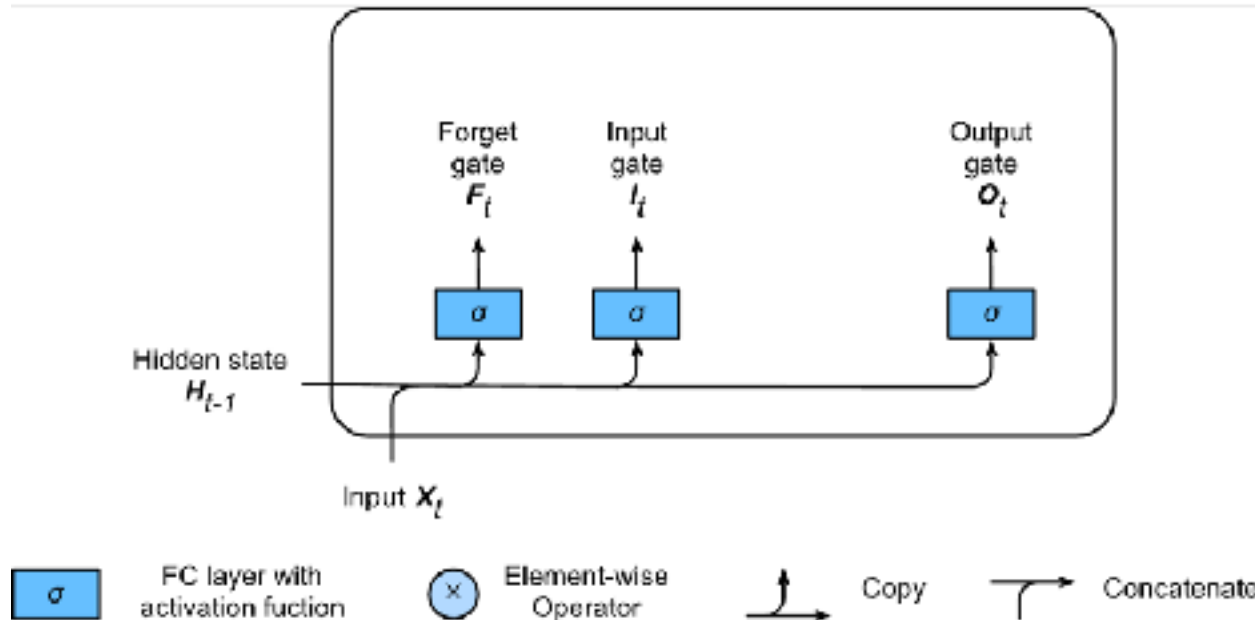 Forget gate F_t
Input gate I_t
Output gate O_t
σ
σ
σ
Hidden state
H_{t-1}
Input X_t
σ
FC layer with
activation fuction
×
Element-wise
Operator
Copy
Concatenate